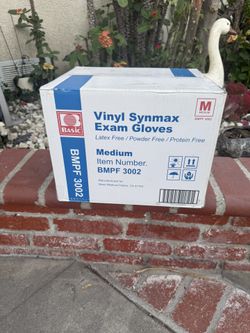 BASIC
BMPF 3002
Vinyl Synmax
Exam Gloves
Latex Free / Powder Free / Protein Free
Medium
Item Number.
BMPF 3002
M